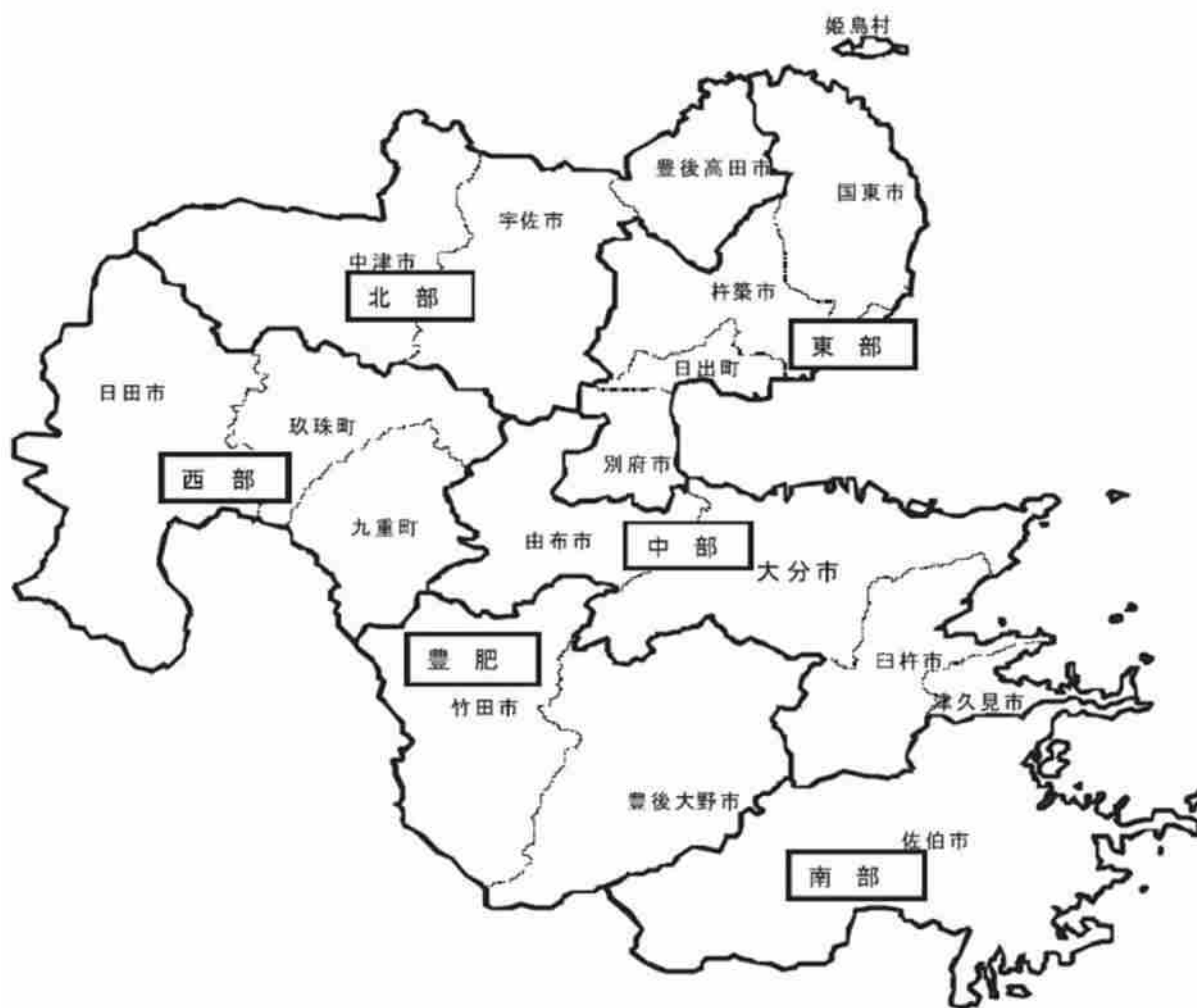 姫島村
豊後高田市
国東市
宇佐市
中津市
北部
杵築市
東部
日出町
日田市
玖珠町
別府市
西部
九重町
由布市
中部
大分市
豊肥
臼杵市
竹田市
津久見市
豊後大野市
佐伯市
南部